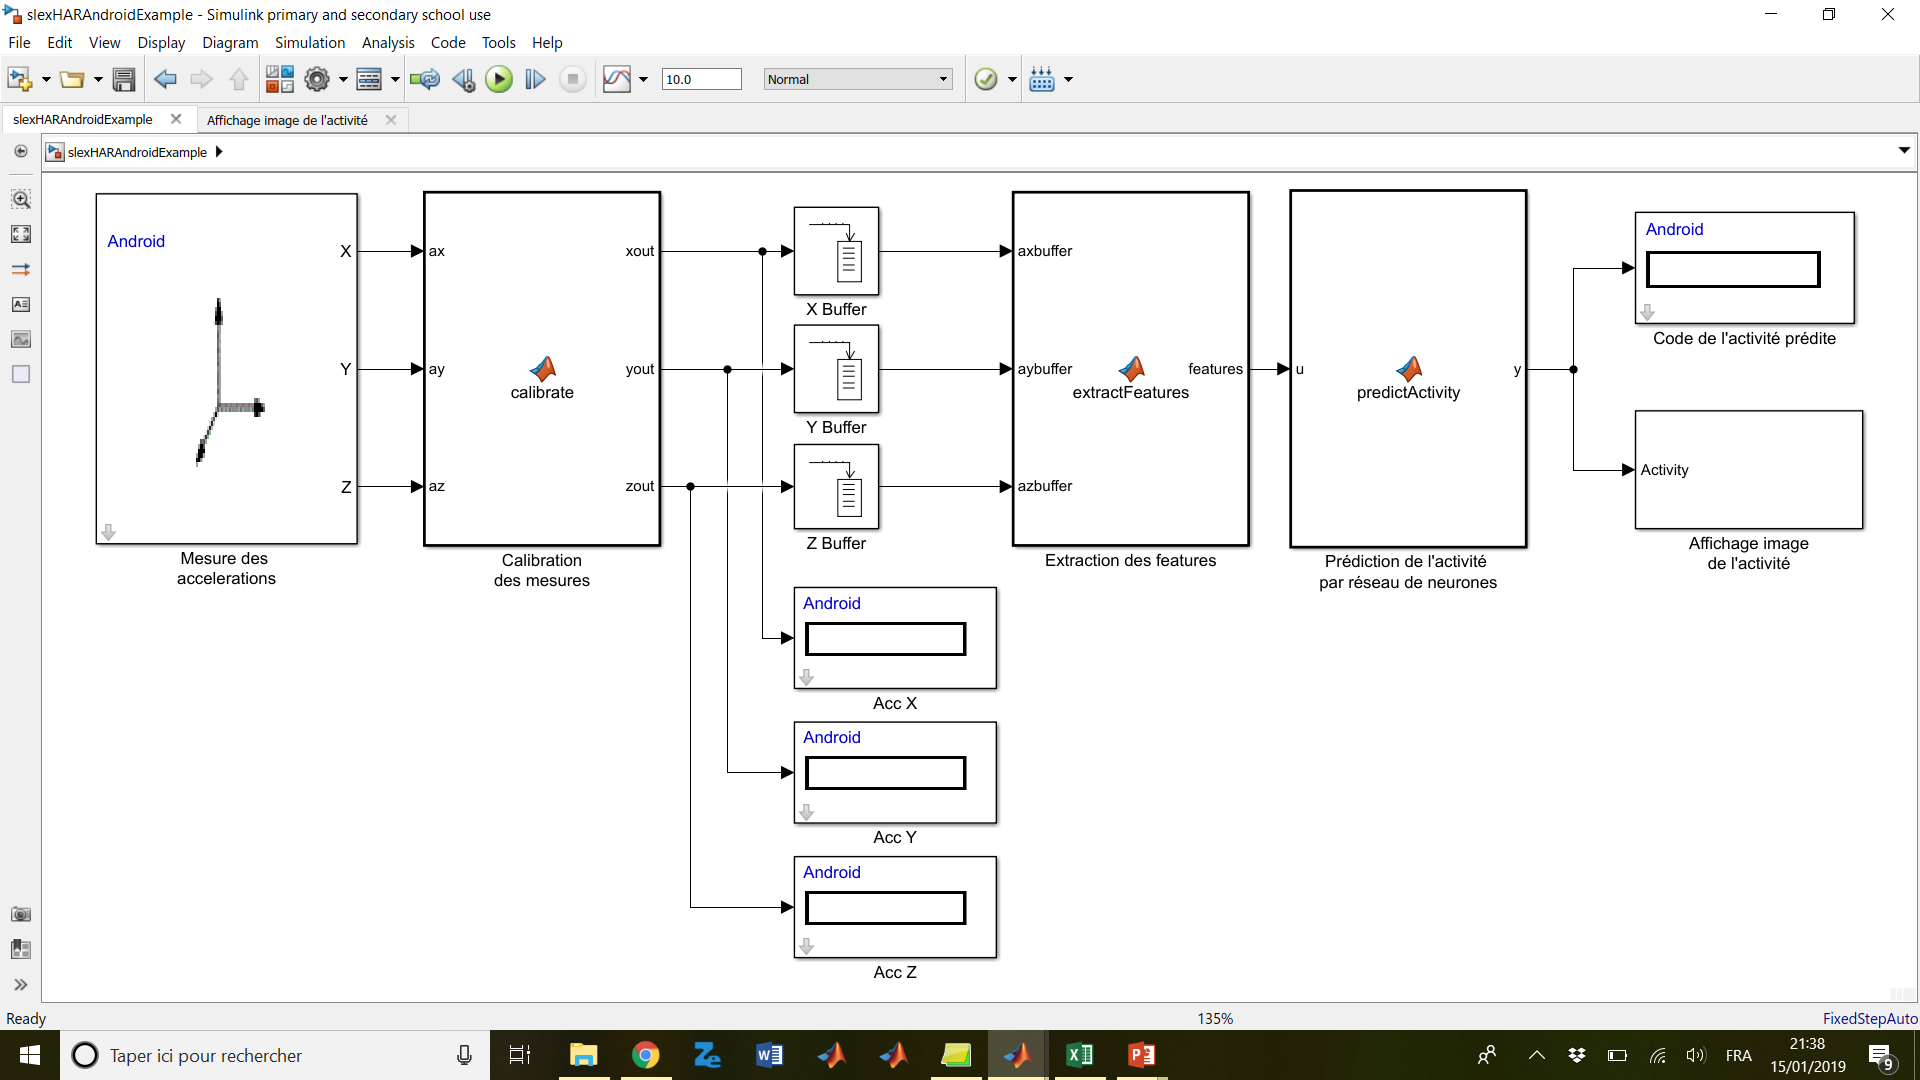 slexHARAndroidExample - Simulink primary and secondary school use
File Edit View Display Diagram Simulation Analysis Code Tools Help
10.0
Normal
slexHARAndroidExample
Affichage image de l'activité
slexHARAndroidExample
Android
X
Y
Z
Mesure des
accelerations
ax
ay
az
calibrate
xout
yout
zout
Calibration
des mesures
X Buffer
Y Buffer
Z Buffer
axbuffer
aybuffer
azbuffer
extractFeatures
features
Extraction des features
u
predictActivity
y
Prédiction de l'activité
par réseau de neurones
Android
Code de l'activité prédite
Activity
Affichage image
de l'activité
Android
Acc X
Android
Acc Y
Android
Acc Z
Ready
135%
FixedStepAuto
Taper ici pour rechercher
FRA
21:38
15/01/2019
9